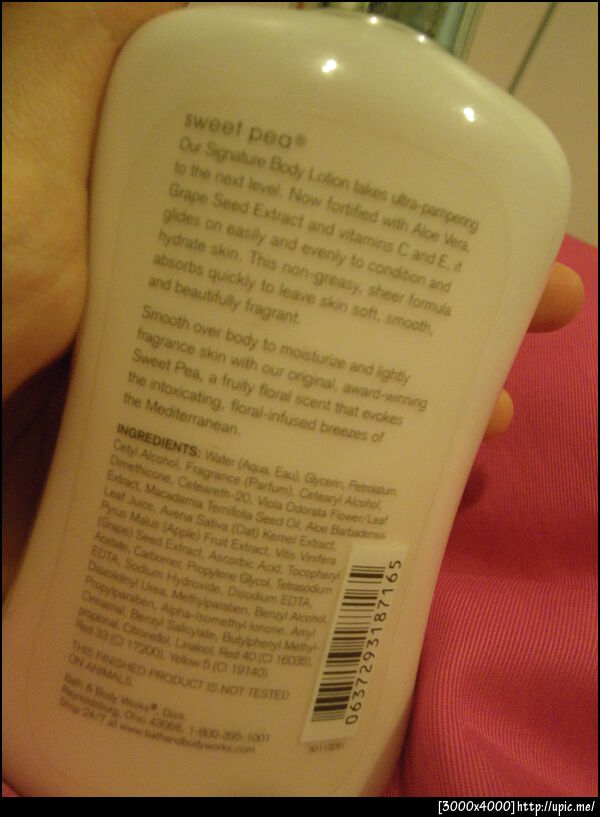 sweet pea®
Our Signature Body Lotion takes ultra-pampering
to the next level. Now fortified with Aloe Vera,
Grape Seed Extract and vitamins C and E, it
glides on easily and evenly to condition and
hydrate skin. This non-greasy, sheer formula
absorbs quickly to leave skin soft, smooth,
and beautifully fragrant.
Smooth over body to moisturize and lightly
fragrance skin with our original, award-winning
Sweet Pea, a fruity floral scent that evokes
the intoxicating, floral-infused breezes of
the Mediterranean.
INGREDIENTS: Water (Aqua, Eau), Glycerin, Petrolatum,
Cetyl Alcohol, Fragrance (Parfum), Cetearyl Alcohol,
Dimethicone, Ceteareth-20, Viola Odorata Flower/Leaf
Extract, Macadamia Ternifolia Seed Oil, Aloe Barbadensis
Leaf Juice, Avena Sativa (Oat) Kernel Extract,
Pyrus Malus (Apple) Fruit Extract, Vitis Vinifera
(Grape) Seed Extract, Ascorbic Acid, Tocopheryl
Acetate, Carbomer, Propylene Glycol, Tetrasodium
EDTA, Sodium Hydroxide, Disodium EDTA,
Diazolidinyl Urea, Methylparaben, Benzyl Alcohol,
Propylparaben, Alpha-Isomethyl Ionone, Amyl
Cinnamal, Benzyl Salicylate, Butylphenyl Methyl-
propional, Citronellol, Linalool, Red 40 (CI 16035),
Red 33 (CI 17200), Yellow 5 (CI 19140).
THIS FINISHED PRODUCT IS NOT TESTED
ON ANIMALS.
Bath & Body Works®, Distr.
Reynoldsburg, Ohio 43068, 1-800-395-1001
Shop 24/7 at www.bathandbodyworks.com
0637293187165
[3000x4000]http://upic.me/